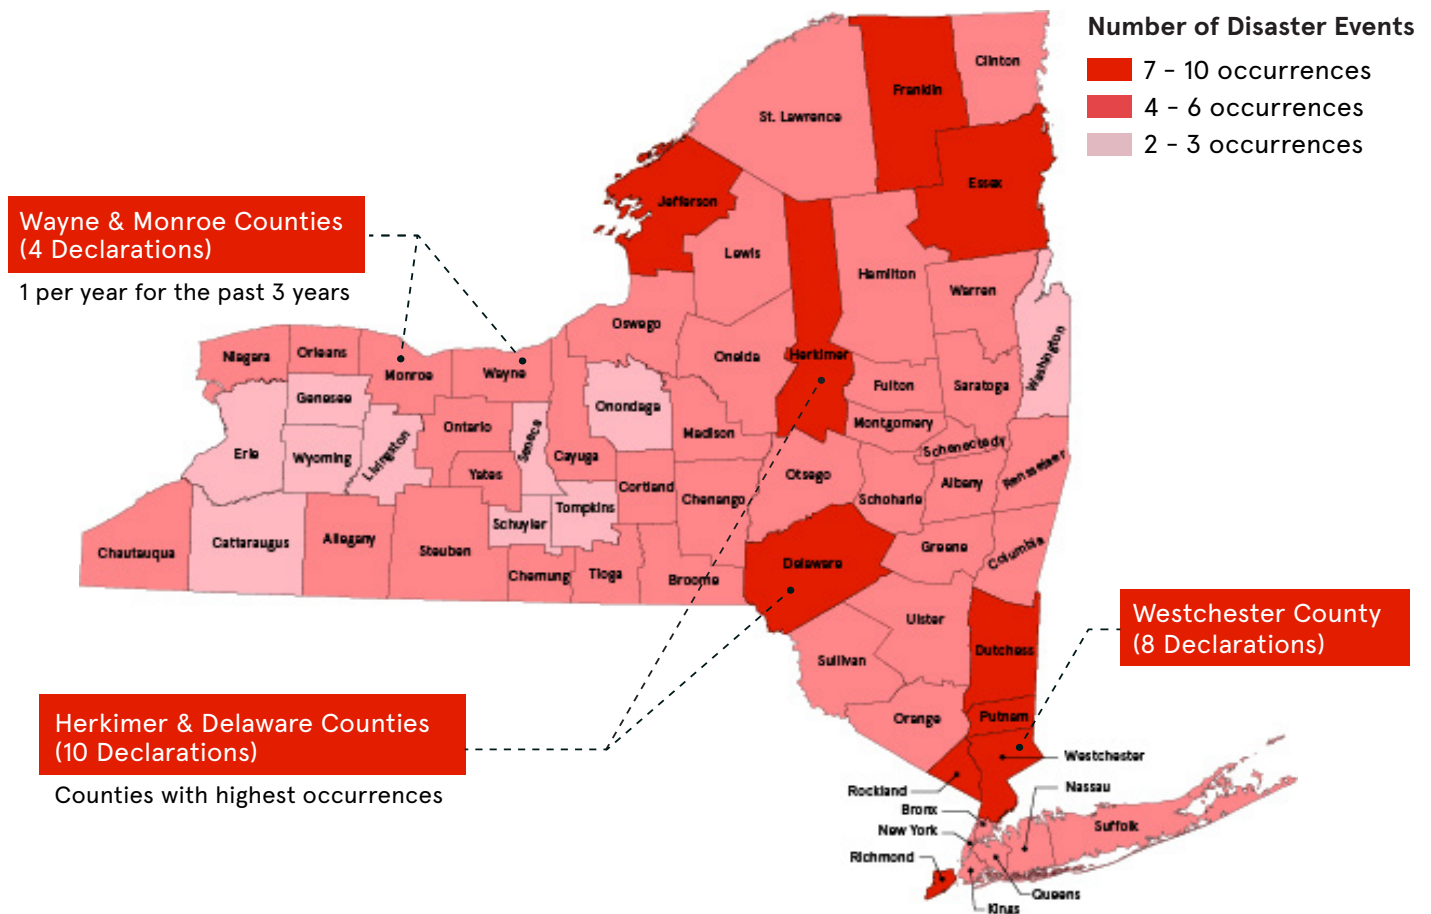 Number of Disaster Events
7 - 10 occurrences
4 - 6 occurrences
2 - 3 occurrences
Clinton
Franklin
St. Lawrence
Essex
Jefferson
Wayne & Monroe Counties
(4 Declarations)
1 per year for the past 3 years
Lewis
Hamilton
Warren
Oswego
Oneida
Herkimer
Washington
Niagara
Orleans
Monroe
Wayne
Fulton
Saratoga
Genesee
Onondaga
Montgomery
Ontario
Madison
Schenectady
Erie
Wyoming
Livingston
Seneca
Cayuga
Yates
Otsego
Albany
Rensselaer
Cortland
Chenango
Schoharie
Tompkins
Schuyler
Chautauqua
Cattaraugus
Allegany
Steuben
Greene
Columbia
Delaware
Chemung
Tioga
Broome
Ulster
Westchester County
(8 Declarations)
Sullivan
Dutchess
Herkimer & Delaware Counties
(10 Declarations)
Counties with highest occurrences
Orange
Putnam
Westchester
Rockland
Nassau
Bronx
New York
Suffolk
Richmond
Queens
Kings